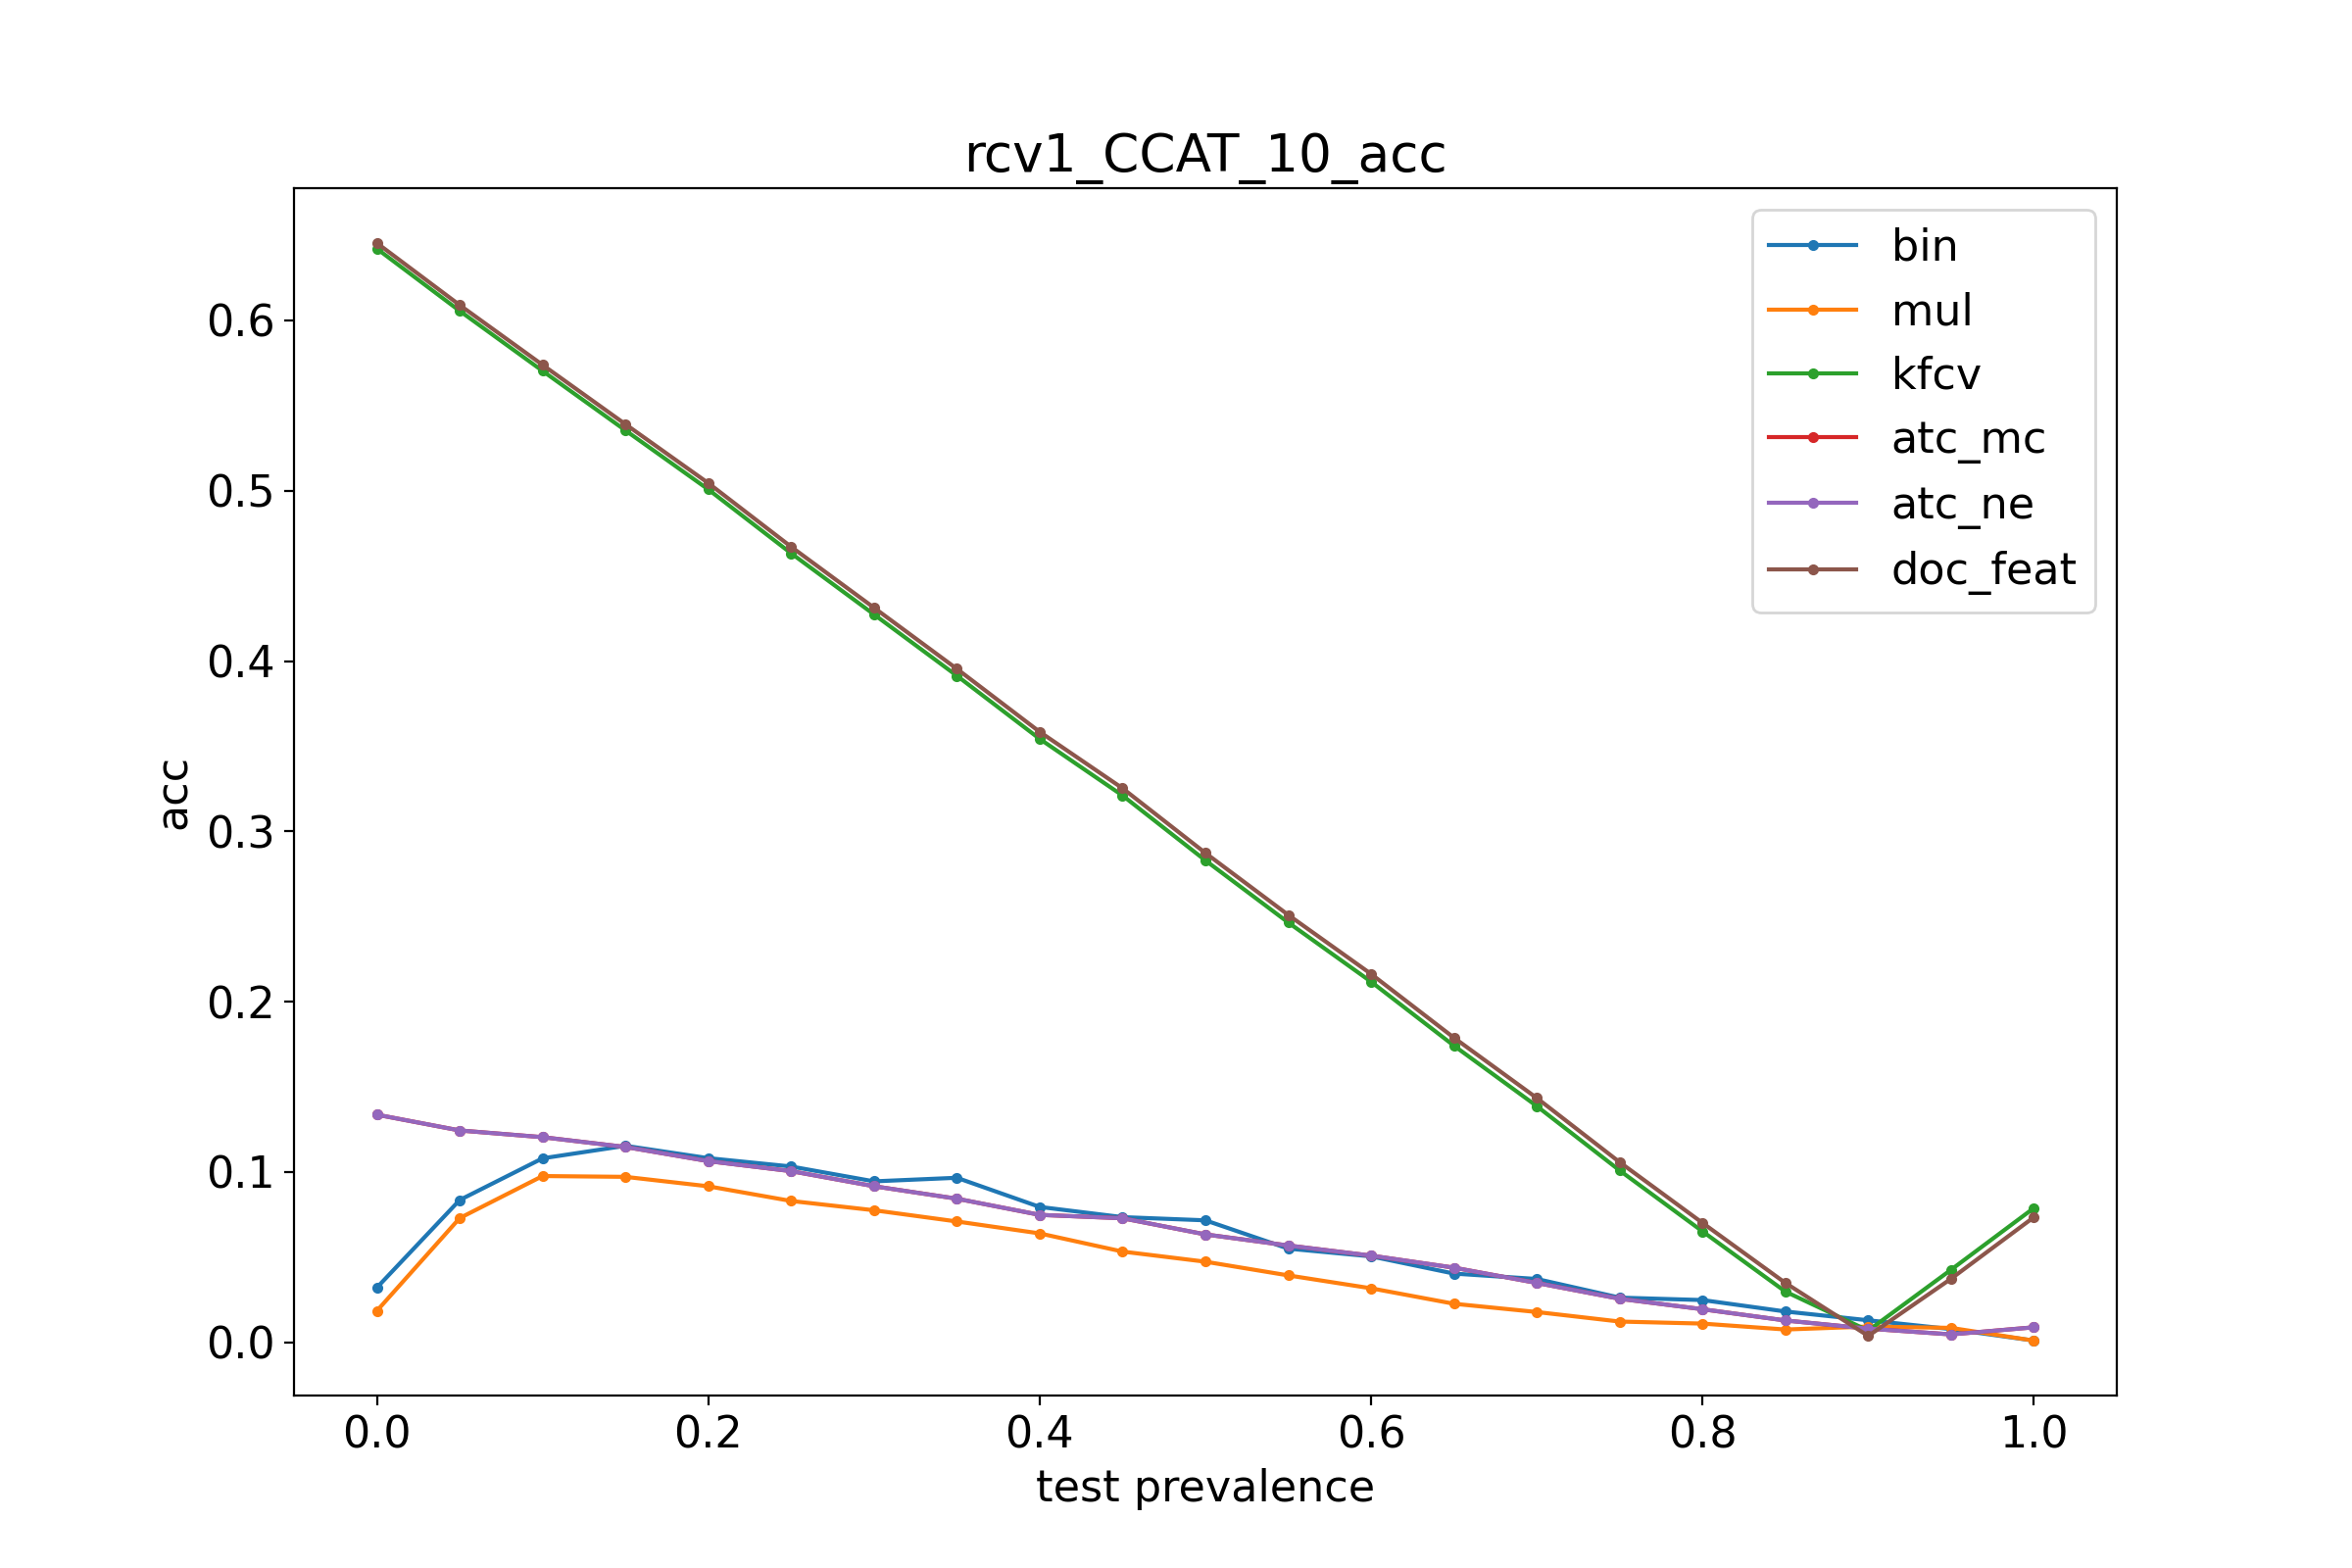 rcv1_CCAT_10_acc
bin
mul
kfcv
atc_mc
atc_ne
doc_feat
acc
0.6
0.5
0.4
0.3
0.2
0.1
0.0
0.0 0.2 0.4 0.6 0.8 1.0
test prevalence